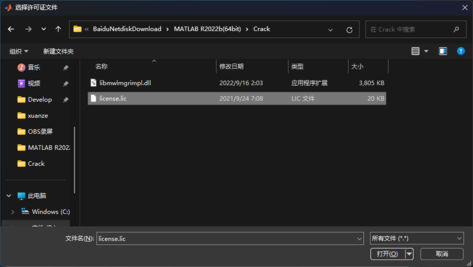 选择许可证文件
« BaiduNetdiskDownload › MATLAB R2022b(64bit) › Crack
在 Crack 中搜索
组织 新建文件夹
名称 修改日期 类型 大小
音乐
libmwlmgrimpl.dll 2022/9/16 2:03 应用程序扩展 3,805 KB
视频
license.lic 2021/9/24 7:08 LIC 文件 20 KB
Develop
xuanze
OBS录屏
MATLAB R2022
Crack
此电脑
Windows (C:)
文件名(N): license.lic 所有文件 (*.*)
打开(O) 取消